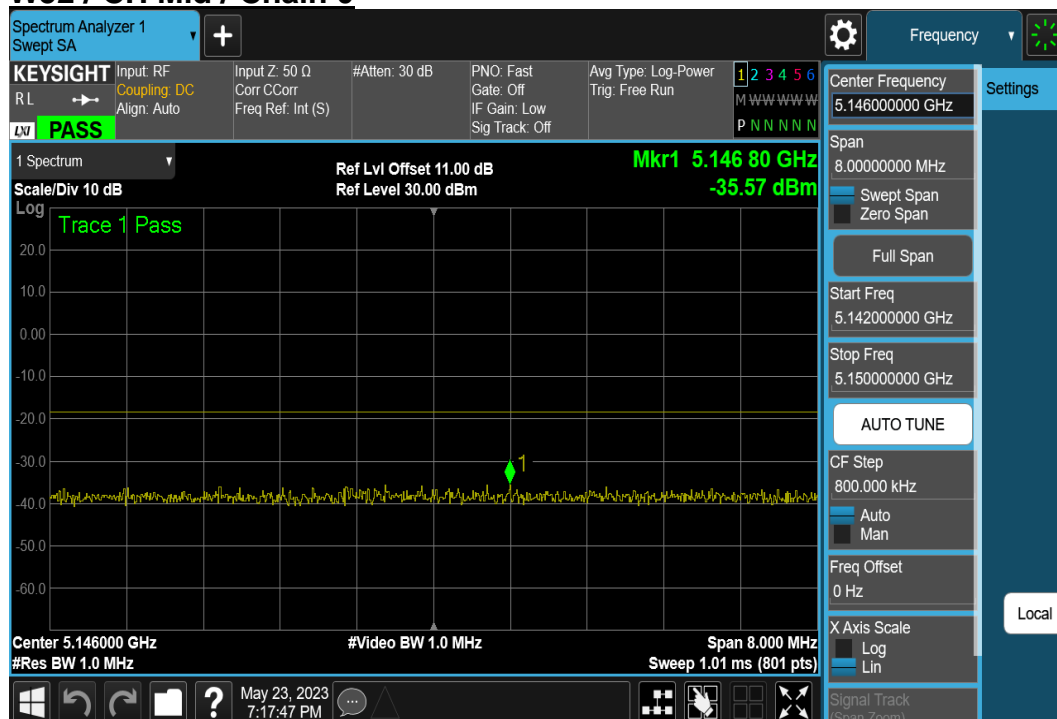 Spectrum Analyzer 1
Swept SA
Frequency
KEYSIGHT
R L
LXI PASS
Input: RF
Coupling: DC
Align: Auto
Input Z: 50 Ω
Corr CCorr
Freq Ref: Int (S)
#Atten: 30 dB
PNO: Fast
Gate: Off
IF Gain: Low
Sig Track: Off
Avg Type: Log-Power
Trig: Free Run
1 2 3 4 5 6
M W W W W W
P N N N N N
1 Spectrum
Scale/Div 10 dB
Log
Ref Lvl Offset 11.00 dB
Ref Level 30.00 dBm
Mkr1 5.146 80 GHz
-35.57 dBm
Trace 1 Pass
20.0
10.0
0.00
-10.0
-20.0
-30.0
-40.0
-50.0
-60.0
1
Center 5.146000 GHz
#Res BW 1.0 MHz
#Video BW 1.0 MHz
Span 8.000 MHz
Sweep 1.01 ms (801 pts)
May 23, 2023
7:17:47 PM
Center Frequency
5.146000000 GHz
Span
8.00000000 MHz
Swept Span
Zero Span
Full Span
Start Freq
5.142000000 GHz
Stop Freq
5.150000000 GHz
AUTO TUNE
CF Step
800.000 kHz
Auto
Man
Freq Offset
0 Hz
X Axis Scale
Log
Lin
Signal Track
(Span Zoom)
Settings
Local